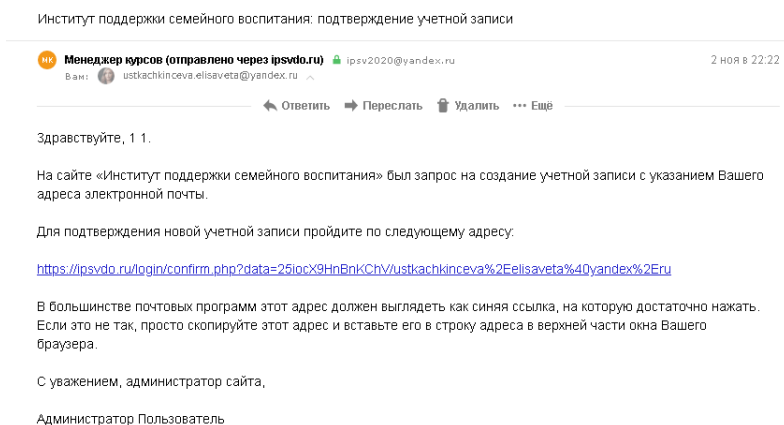 Институт поддержки семейного воспитания: подтверждение учетной записи
МК Менеджер курсов (отправлено через ipsvdo.ru) ipsv2020@yandex.ru 2 ноя в 22:22
Вам: ustkachkinceva.elisaveta@yandex.ru
Ответить Переслать Удалить ••• Ещё
Здравствуйте, 1 1.
На сайте «Институт поддержки семейного воспитания» был запрос на создание учетной записи с указанием Вашего
адреса электронной почты.
Для подтверждения новой учетной записи пройдите по следующему адресу:
https://ipsvdo.ru/login/confirm.php?data=25iocX9HnBnKChV/ustkachkinceva%2Eelisaveta%40yandex%2Eru
В большинстве почтовых программ этот адрес должен выглядеть как синяя ссылка, на которую достаточно нажать.
Если это не так, просто скопируйте этот адрес и вставьте его в строку адреса в верхней части окна Вашего
браузера.
С уважением, администратор сайта,
Администратор Пользователь